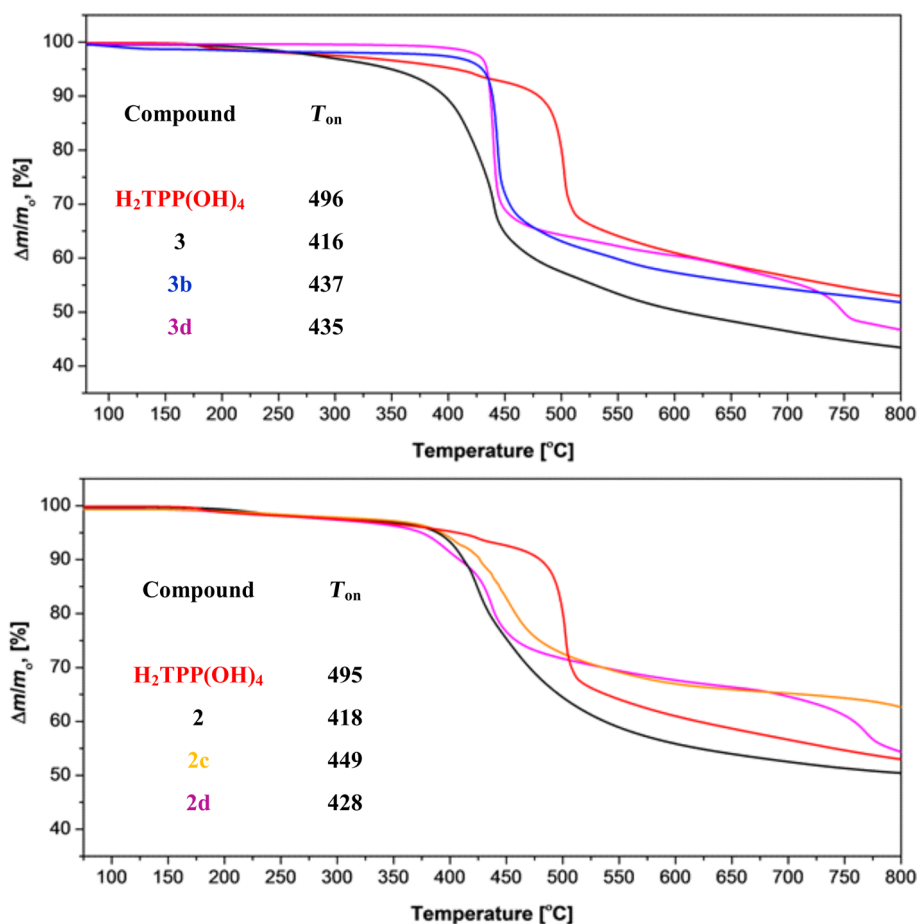 100
90
80
70
60
50
40
Δm/mₒ, [%]
Compound Tₒₙ
H₂TPP(OH)₄ 496
3 416
3b 437
3d 435
100 150 200 250 300 350 400 450 500 550 600 650 700 750 800
Temperature [°C]
100
90
80
70
60
50
40
Δm/mₒ, [%]
Compound Tₒₙ
H₂TPP(OH)₄ 495
2 418
2c 449
2d 428
100 150 200 250 300 350 400 450 500 550 600 650 700 750 800
Temperature [°C]